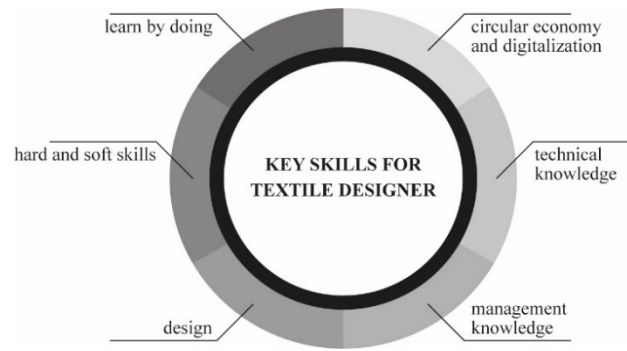 learn by doing
circular economy
and digitalization
hard and soft skills
KEY SKILLS FOR
TEXTILE DESIGNER
technical
knowledge
design
management
knowledge